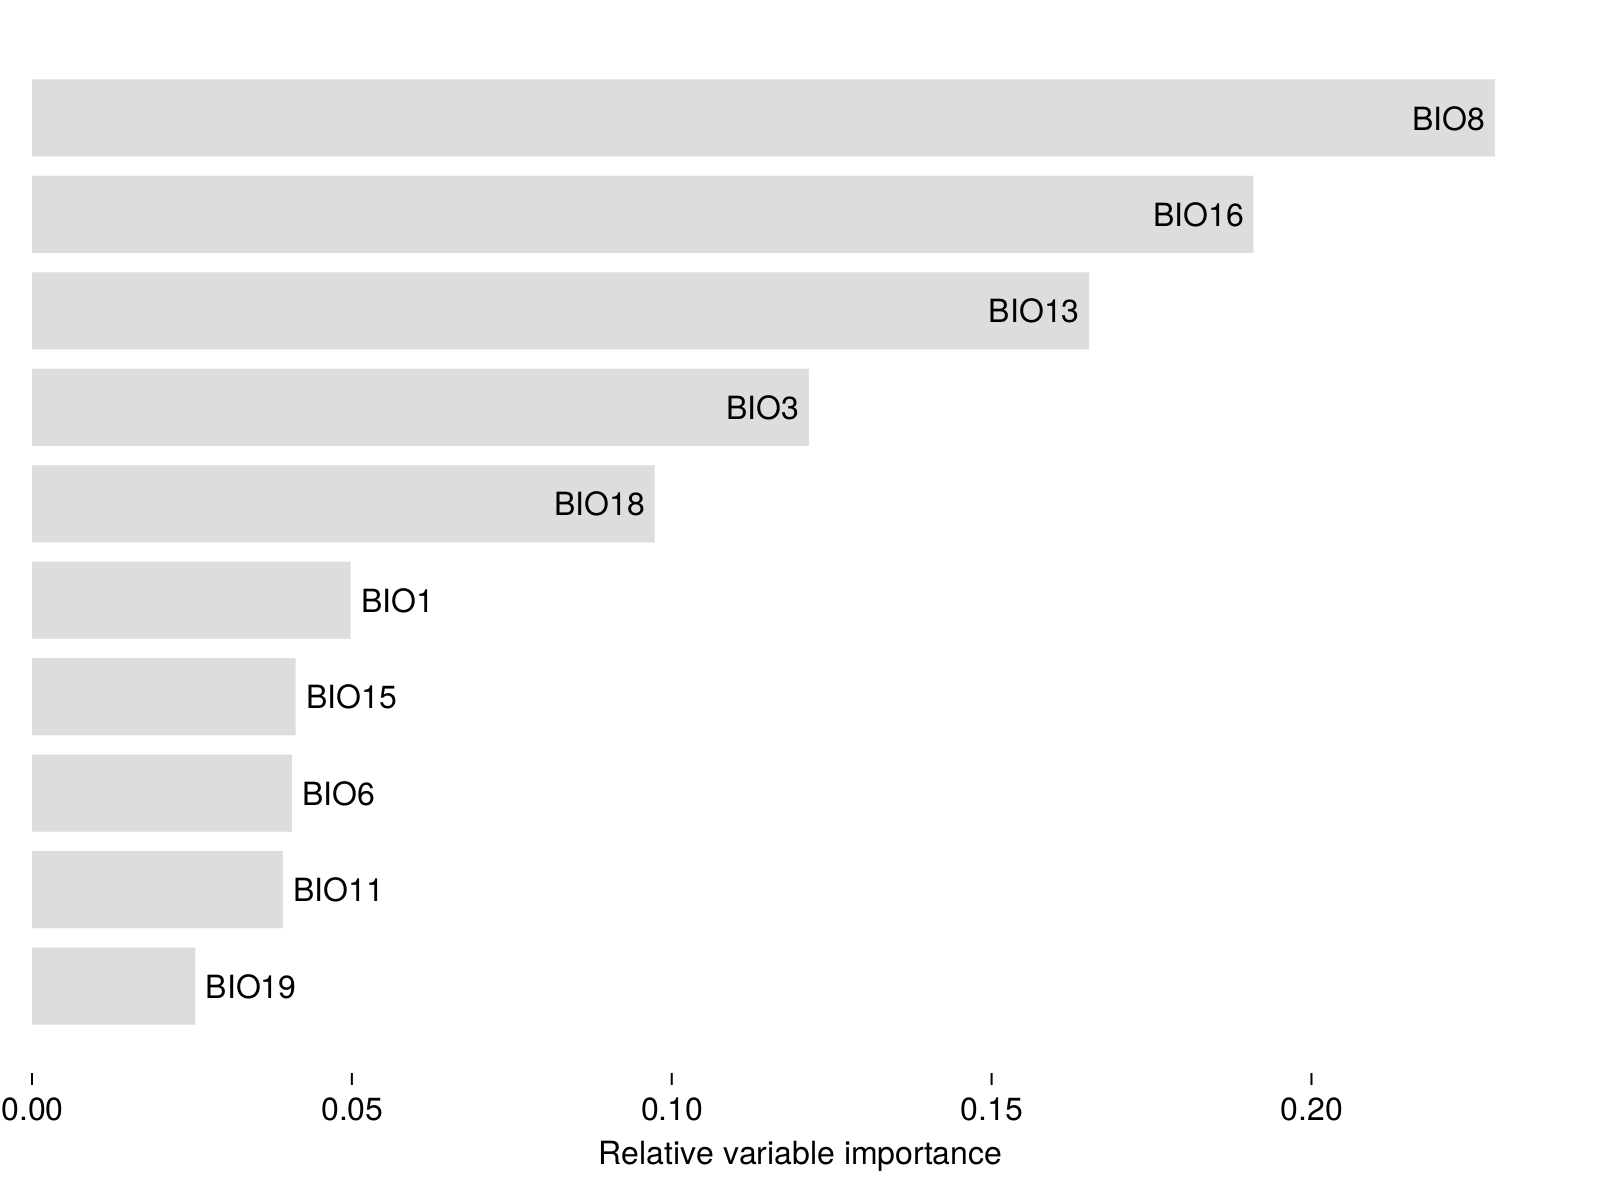 BIO8
BIO16
BIO13
BIO3
BIO18
BIO1
BIO15
BIO6
BIO11
BIO19
0.00 0.05 0.10 0.15 0.20
Relative variable importance